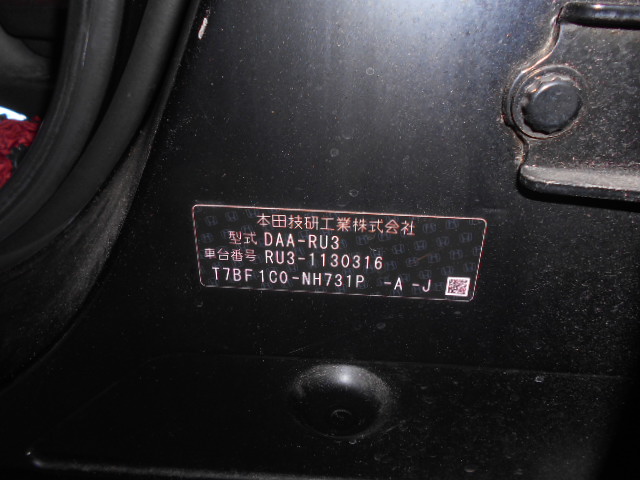 本田技研工業株式会社
型式 DAA-RU3
車台番号 RU3-1130316
T7BF1C0-NH731P -A -J